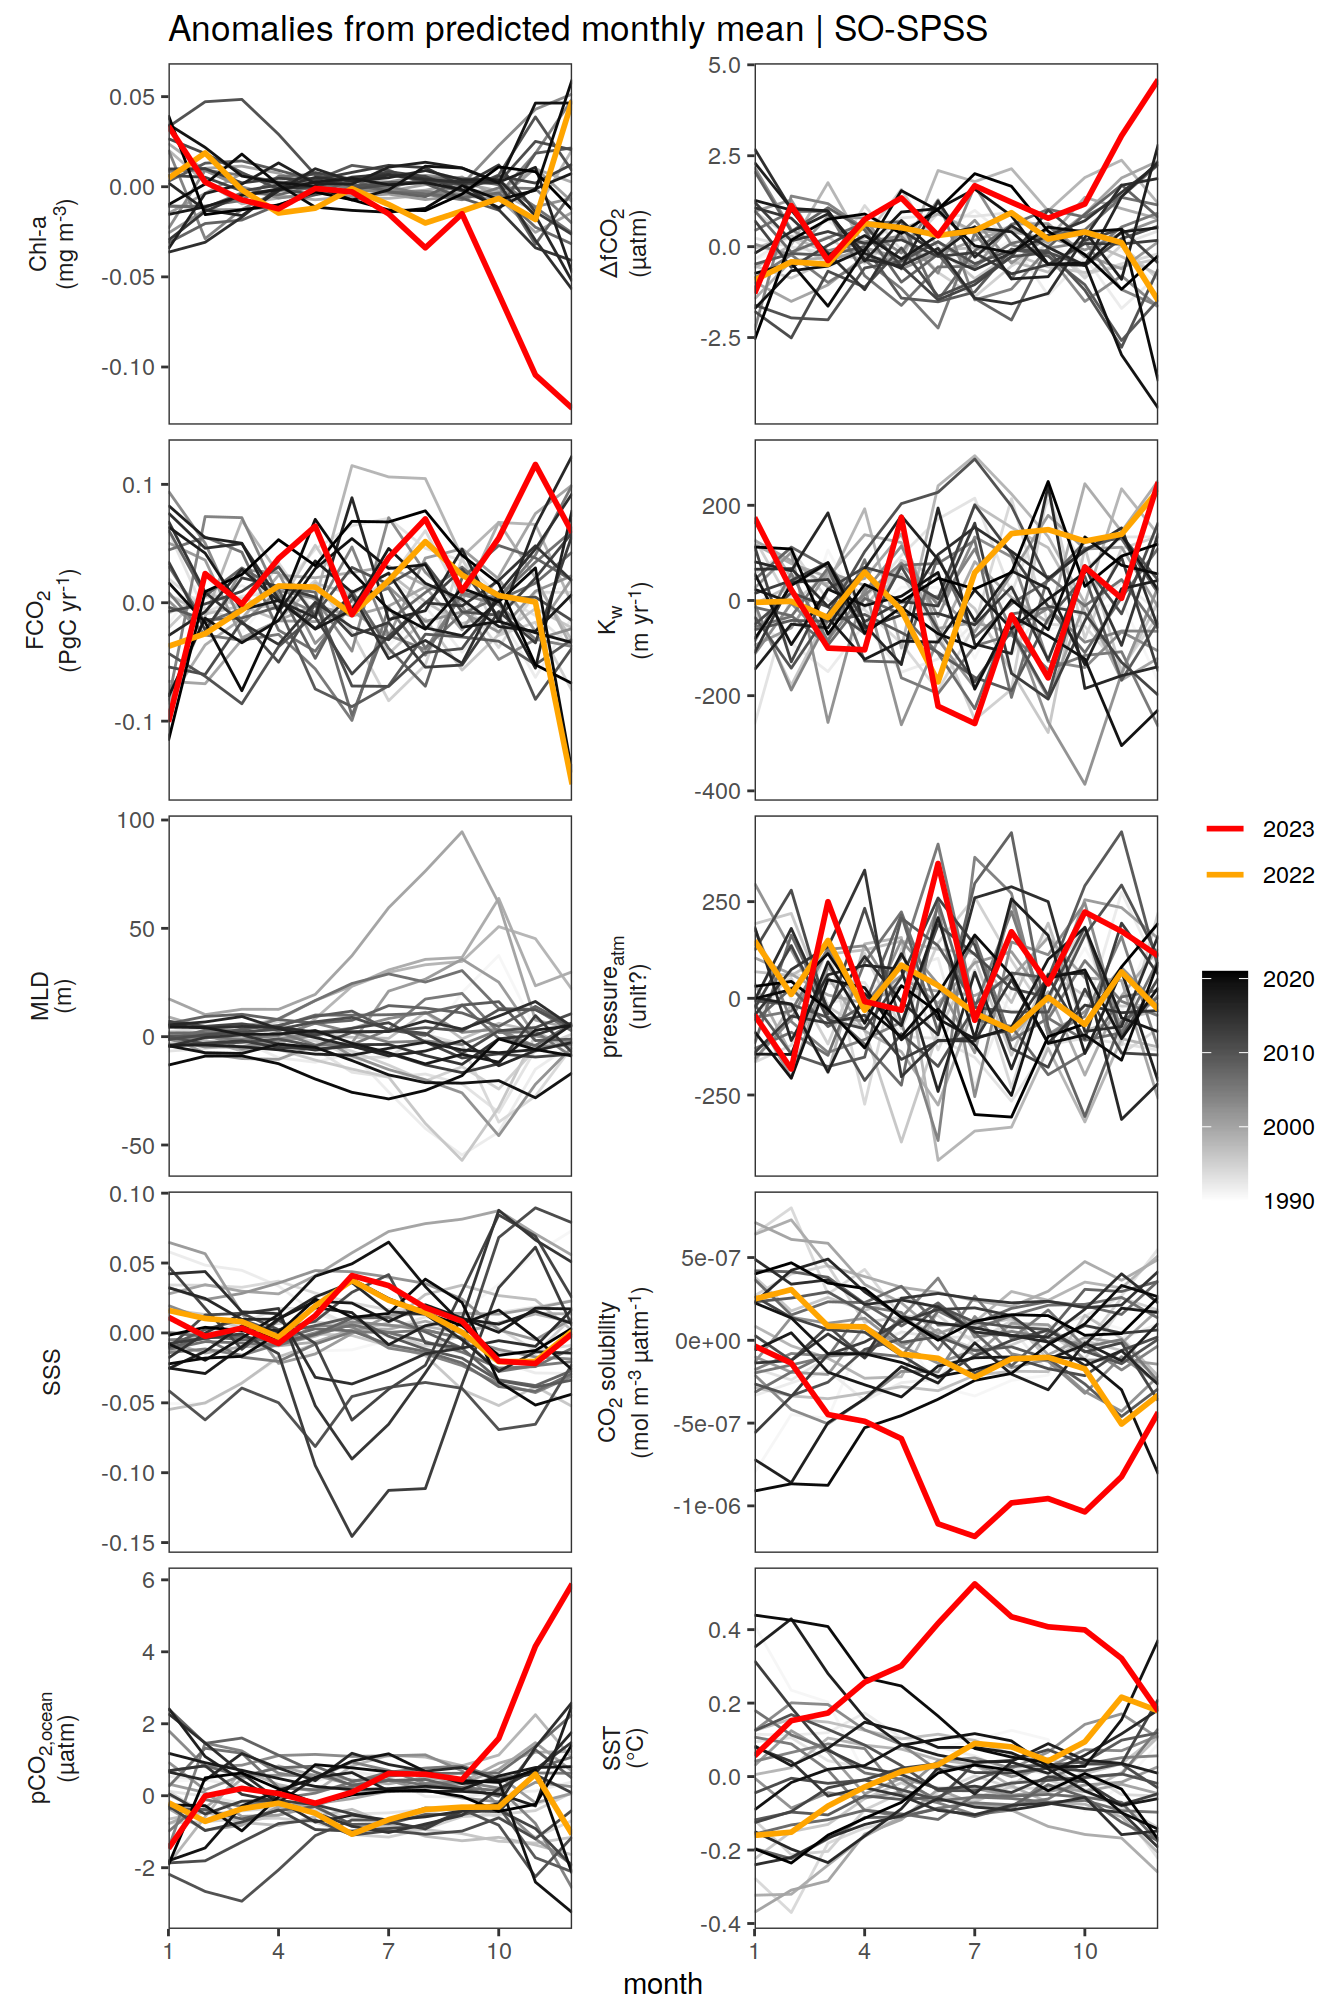 Anomalies from predicted monthly mean | SO-SPSS
Chl-a
(mg m-3)
0.05
0.00
-0.05
-0.10
ΔfCO2
(µatm)
5.0
2.5
0.0
-2.5
FCO2
(PgC yr-1)
0.1
0.0
-0.1
Kw
(m yr-1)
200
0
-200
-400
MLD
(m)
100
50
0
-50
pressureatm
(unit?)
250
0
-250
SSS
0.10
0.05
0.00
-0.05
-0.10
-0.15
CO2 solubility
(mol m-3 µatm-1)
5e-07
0e+00
-5e-07
-1e-06
pCO2,ocean
(µatm)
6
4
2
0
-2
SST
(°C)
0.4
0.2
0.0
-0.2
-0.4
1 4 7 10
1 4 7 10
month
2023
2022
2020
2010
2000
1990